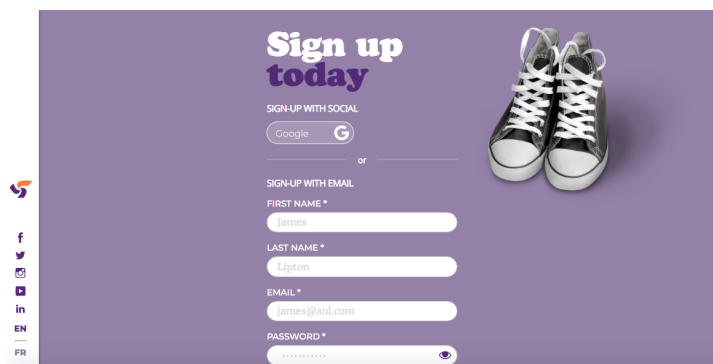 Sign up
today
SIGN-UP WITH SOCIAL
Google G
or
SIGN-UP WITH EMAIL
FIRST NAME *
James
LAST NAME *
Lipton
EMAIL *
james@aol.com
PASSWORD *
EN
FR